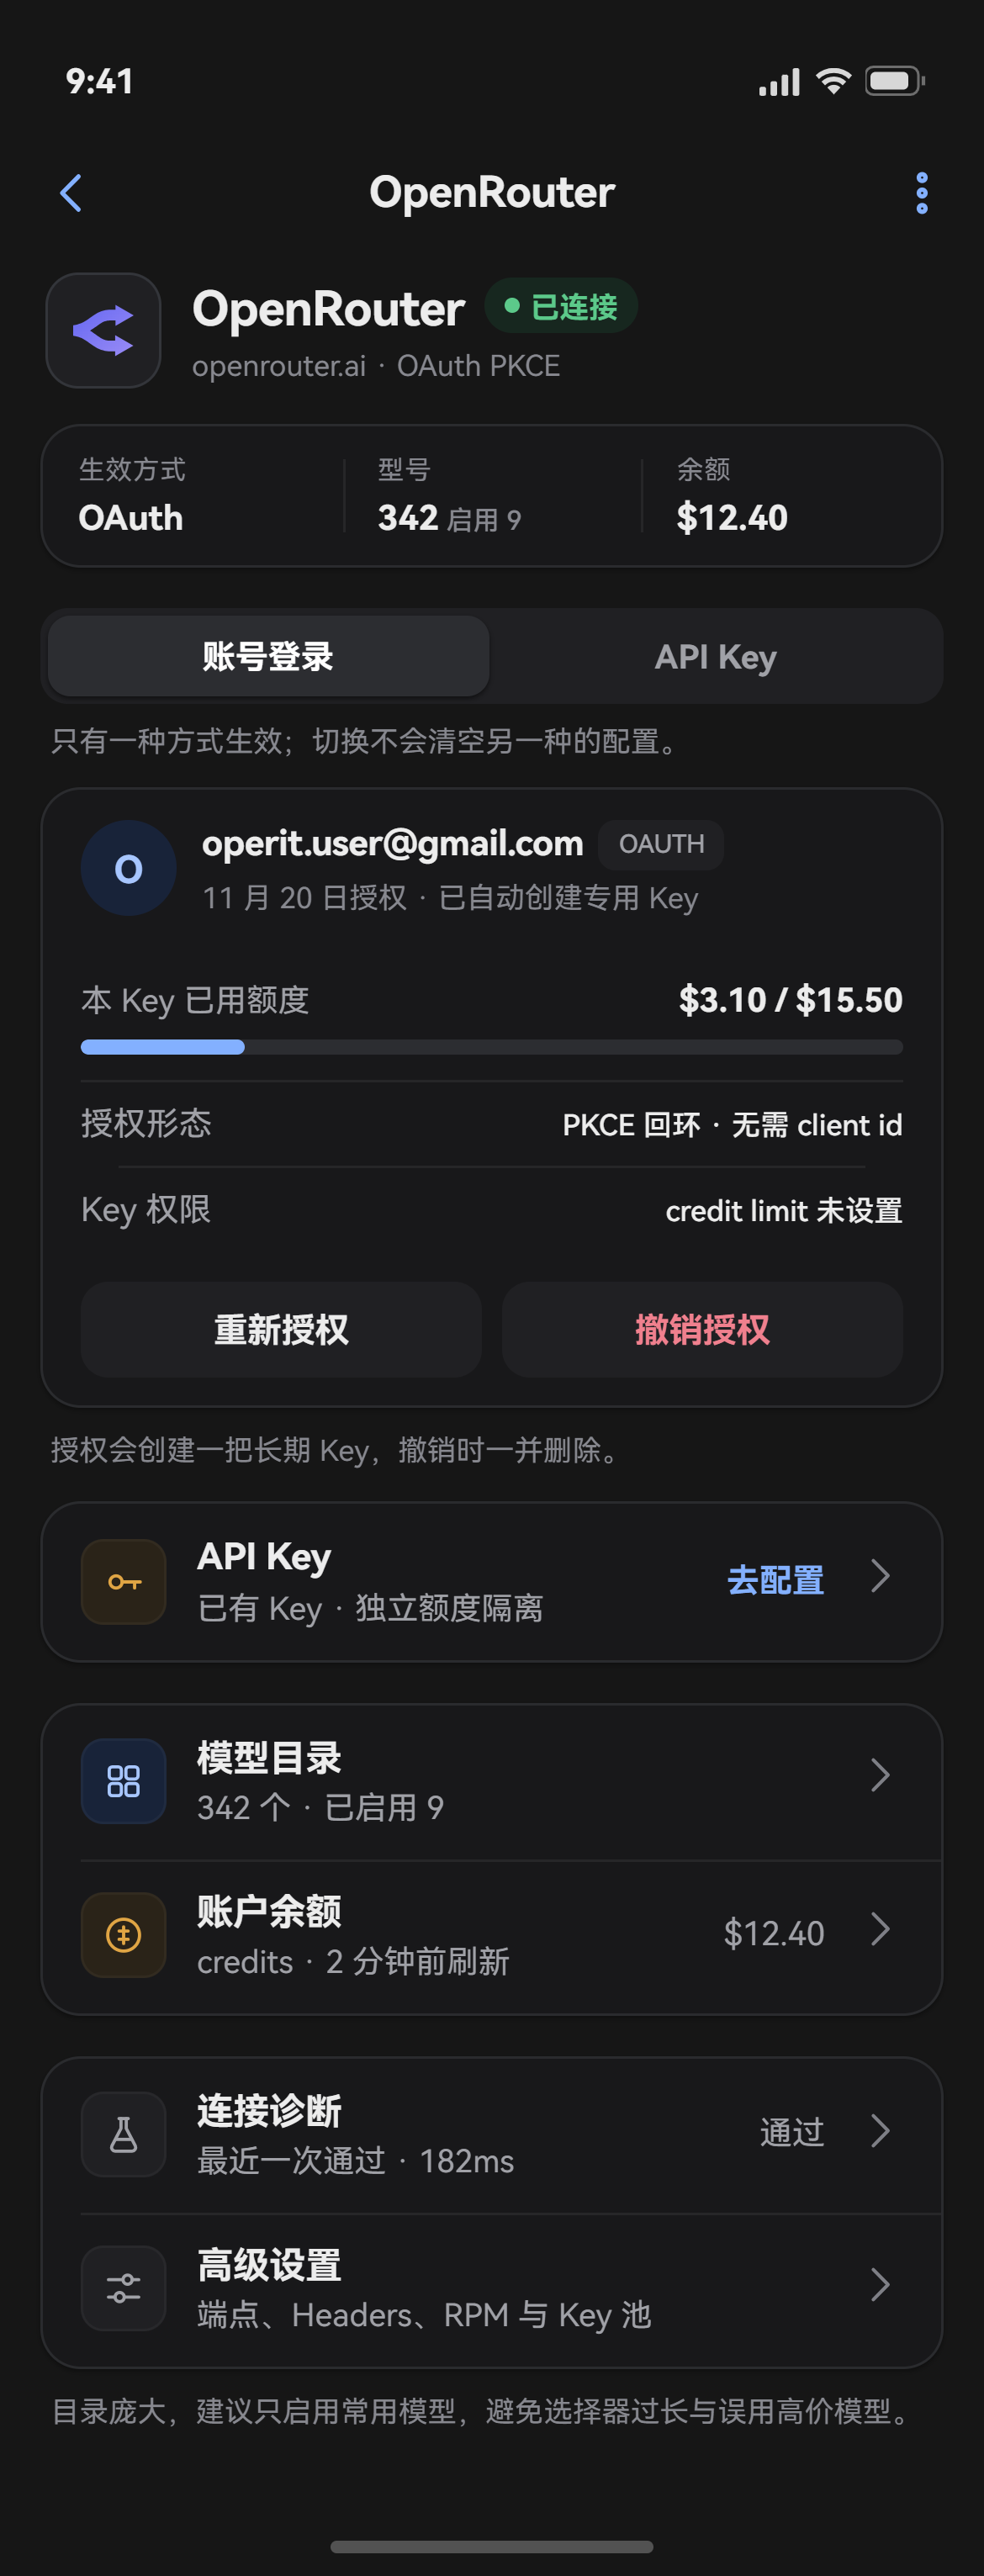 9:41
OpenRouter
OpenRouter 已连接
openrouter.ai · OAuth PKCE
生效方式 型号 余额
OAuth 342 启用 9 $12.40
账号登录 API Key
只有一种方式生效；切换不会清空另一种的配置。
O
operit.user@gmail.com OAUTH
11 月 20 日授权 · 已自动创建专用 Key
本 Key 已用额度 $3.10 / $15.50
授权形态 PKCE 回环 · 无需 client id
Key 权限 credit limit 未设置
重新授权 撤销授权
授权会创建一把长期 Key，撤销时一并删除。
API Key
已有 Key · 独立额度隔离
去配置
模型目录
342 个 · 已启用 9
账户余额
credits · 2 分钟前刷新
$12.40
连接诊断
最近一次通过 · 182ms
通过
高级设置
端点、Headers、RPM 与 Key 池
目录庞大，建议只启用常用模型，避免选择器过长与误用高价模型。